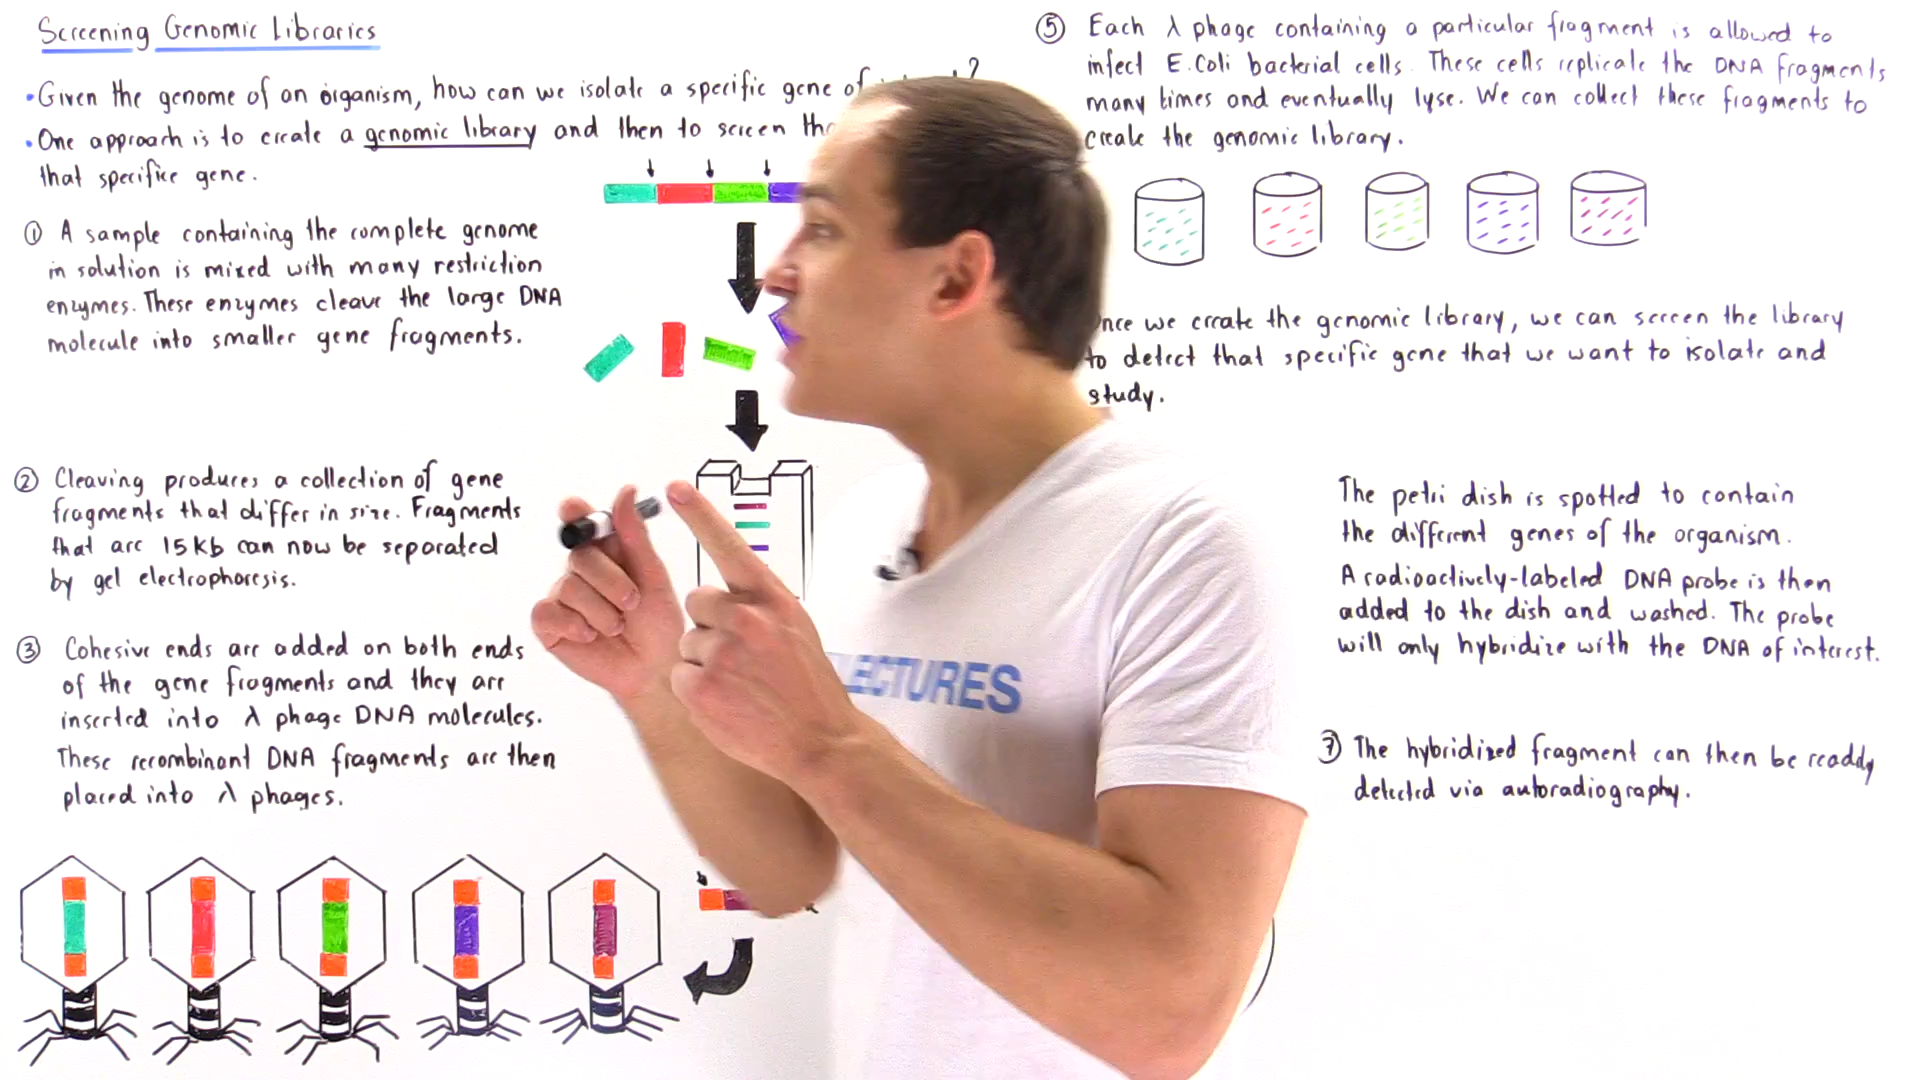 Screening Genomic Libraries
• Given the genome of an organism, how can we isolate a specific gene of ?
• One approach is to create a genomic library and then to screen
that specifice gene.
① A sample containing the complete genome
in solution is mixed with many restriction
enzymes. These enzymes cleave the large DNA
molecule into smaller gene fragments.
② Cleaving produces a collection of gene
fragments that differ in size. Fragments
that are 15kb can now be separated
by gel electrophoresis.
③ Cohesive ends are added on both ends
of the gene fragments and they are
inserted into λ phage DNA molecules.
These recombinant DNA fragments are then
placed into λ phages.
⑤ Each λ phage containing a particular fragment is allowed to
infect E.Coli bacterial cells. These cells replicate the DNA fragments
many times and eventually lyse. We can collect these fragments to
create the genomic library.
Once we create the genomic library, we can screen the library
to detect that specific gene that we want to isolate and
study.
The petri dish is spotted to contain
the different genes of the organism.
A radioactively-labeled DNA probe is then
added to the dish and washed. The probe
will only hybridize with the DNA of interest.
⑦ The hybridized fragment can then be readily
detected via autoradiography.
LECTURES